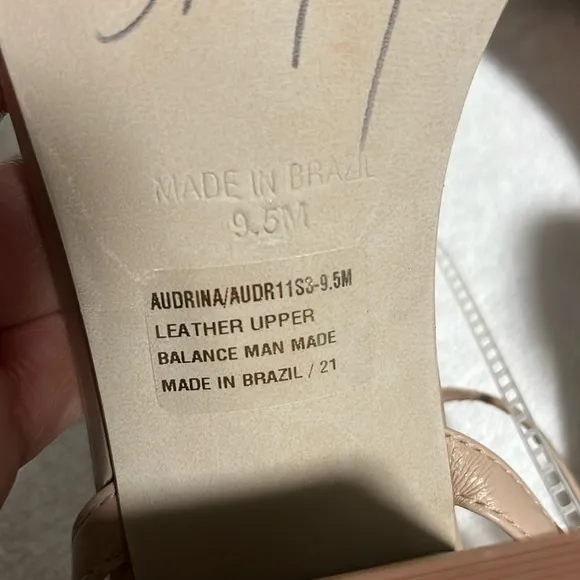 MADE IN BRAZIL
9.5M
AUDRINA/AUDR11S3-9.5M
LEATHER UPPER
BALANCE MAN MADE
MADE IN BRAZIL / 21